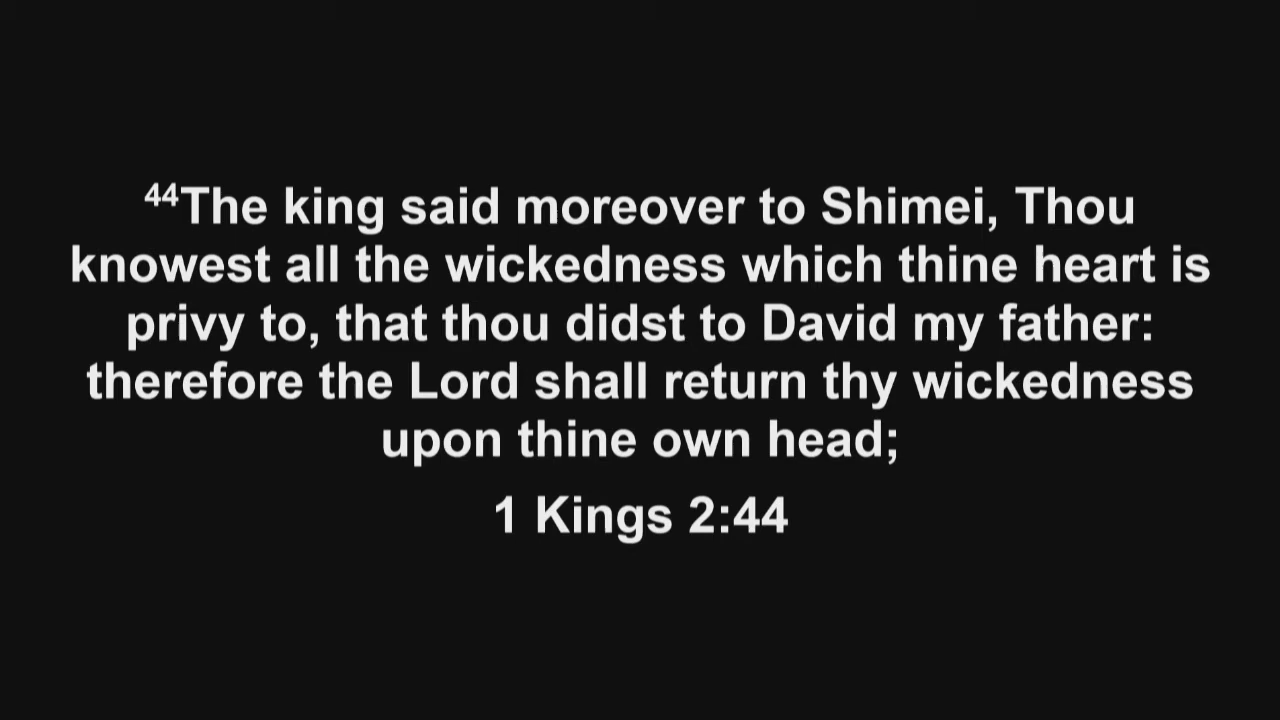 44The king said moreover to Shimei, Thou
knowest all the wickedness which thine heart is
privy to, that thou didst to David my father:
therefore the Lord shall return thy wickedness
upon thine own head;
1 Kings 2:44